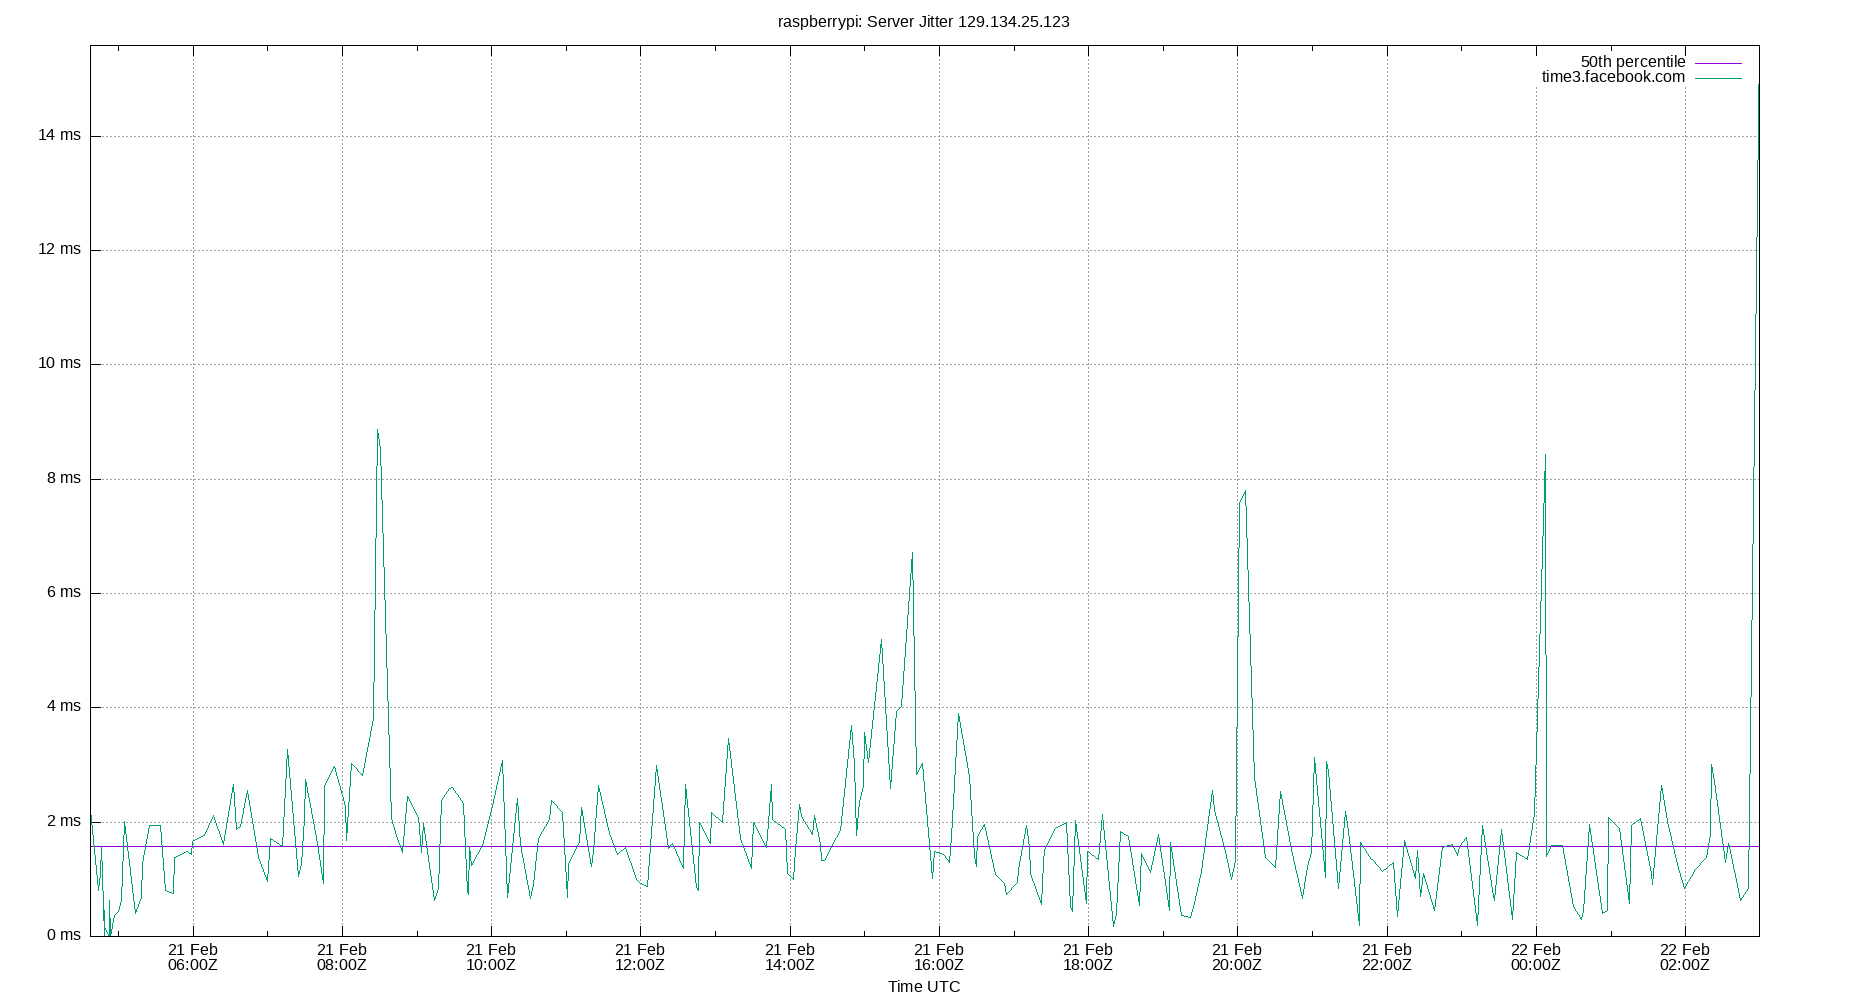 raspberrypi: Server Jitter 129.134.25.123
50th percentile
time3.facebook.com
14 ms
12 ms
10 ms
8 ms
6 ms
4 ms
2 ms
0 ms
21 Feb 21 Feb 21 Feb 21 Feb 21 Feb 21 Feb 21 Feb 21 Feb 21 Feb 22 Feb 22 Feb
06:00Z 08:00Z 10:00Z 12:00Z 14:00Z 16:00Z 18:00Z 20:00Z 22:00Z 00:00Z 02:00Z
Time UTC